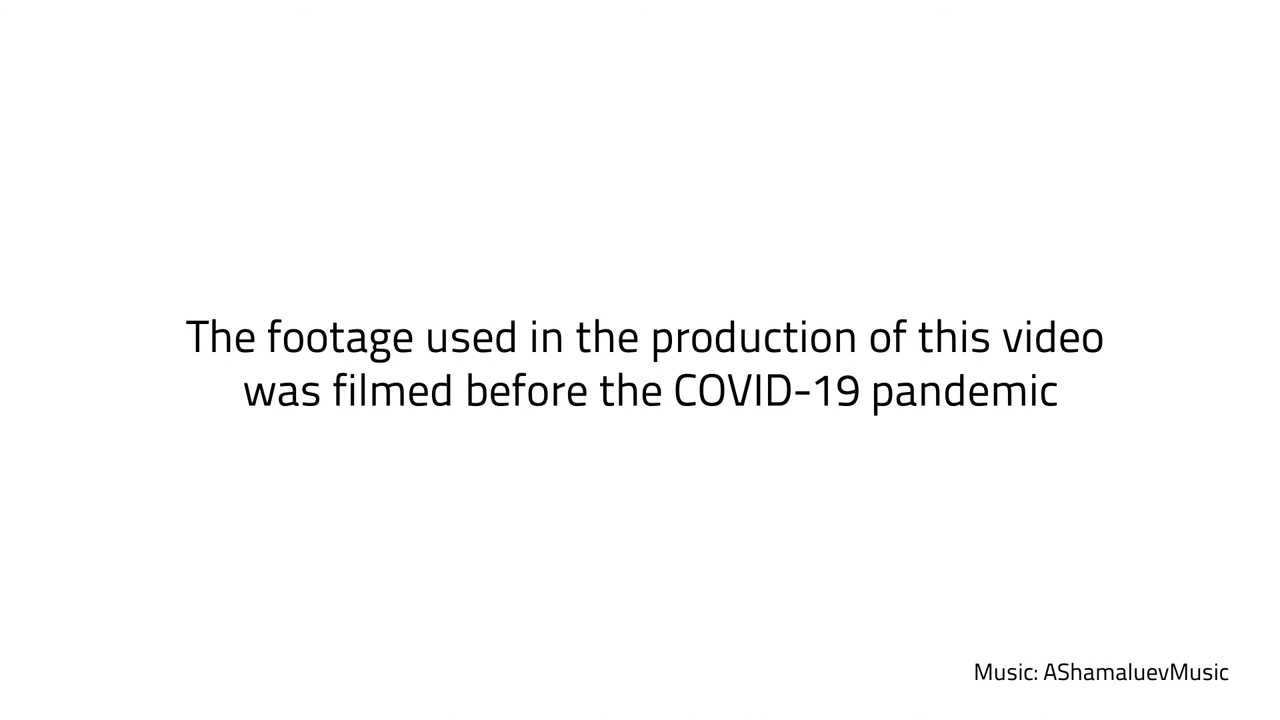 The footage used in the production of this video
was filmed before the COVID-19 pandemic
Music: AShamaluevMusic